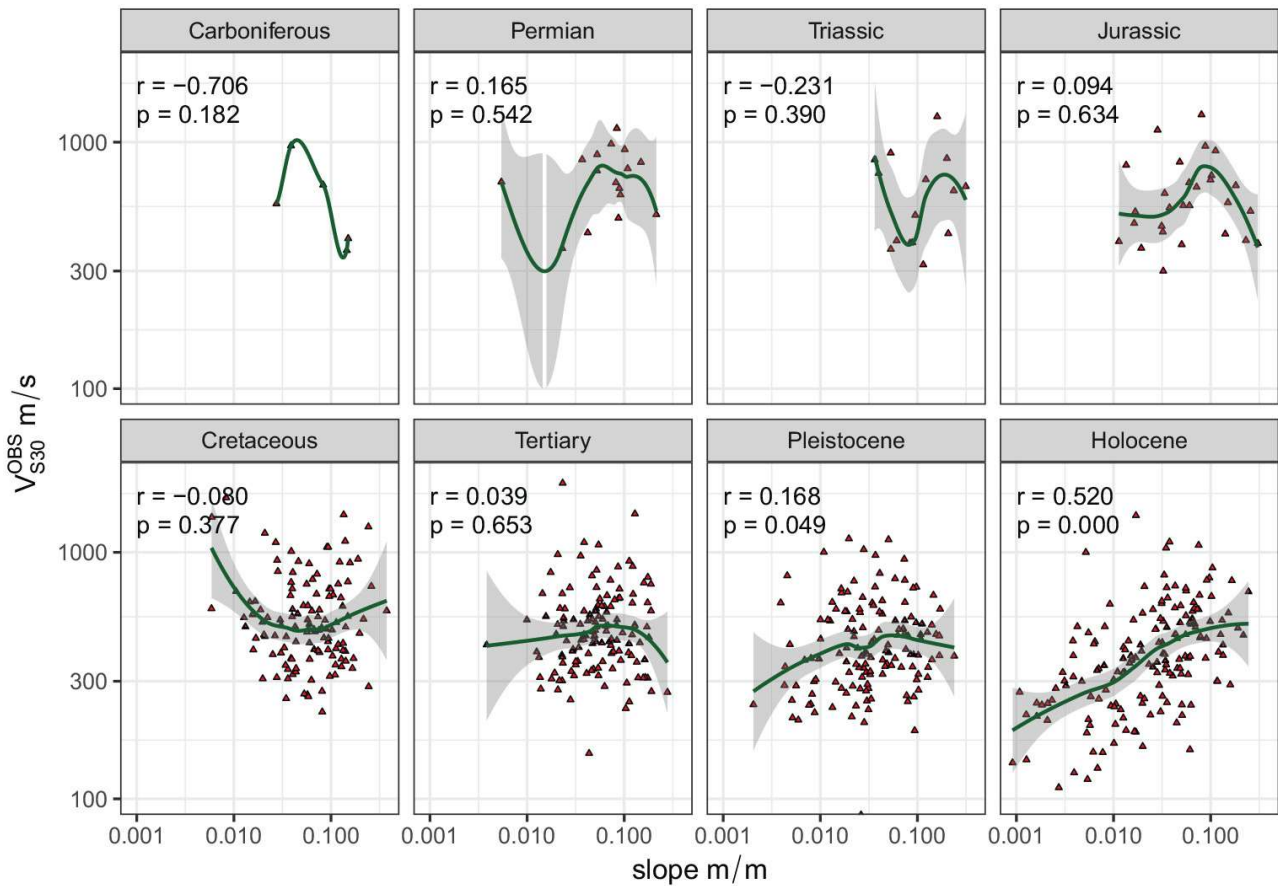 Carboniferous Permian Triassic Jurassic
r = −0.706 r = 0.165 r = −0.231 r = 0.094
p = 0.182 p = 0.542 p = 0.390 p = 0.634
1000
300
100
Cretaceous Tertiary Pleistocene Holocene
r = −0.080 r = 0.039 r = 0.168 r = 0.520
p = 0.377 p = 0.653 p = 0.049 p = 0.000
1000
300
100
0.001 0.010 0.100 0.001 0.010 0.100 0.001 0.010 0.100 0.001 0.010 0.100
slope m/m
V_S30^OBS m/s